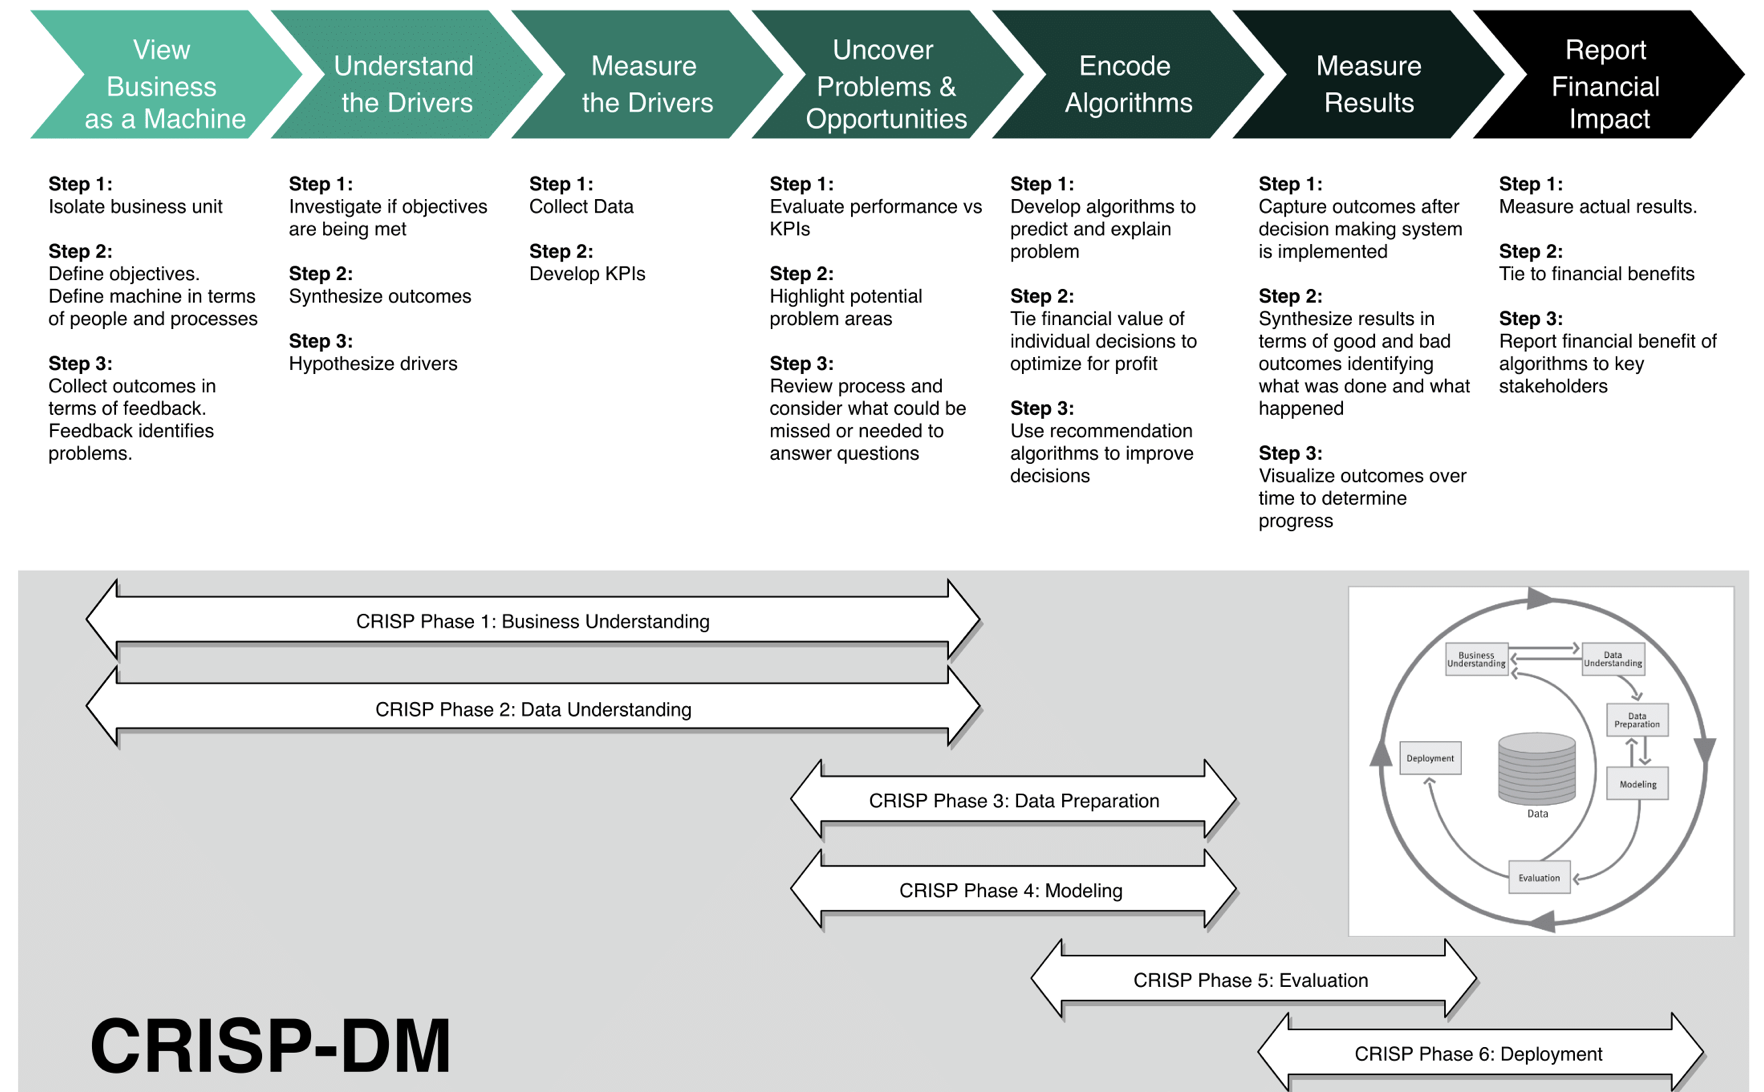 View
Business
as a Machine
Understand
the Drivers
Measure
the Drivers
Uncover
Problems &
Opportunities
Encode
Algorithms
Measure
Results
Report
Financial
Impact
Step 1:
Isolate business unit
Step 2:
Define objectives.
Define machine in terms
of people and processes
Step 3:
Collect outcomes in
terms of feedback.
Feedback identifies
problems.
Step 1:
Investigate if objectives
are being met
Step 2:
Synthesize outcomes
Step 3:
Hypothesize drivers
Step 1:
Collect Data
Step 2:
Develop KPIs
Step 1:
Evaluate performance vs
KPIs
Step 2:
Highlight potential
problem areas
Step 3:
Review process and
consider what could be
missed or needed to
answer questions
Step 1:
Develop algorithms to
predict and explain
problem
Step 2:
Tie financial value of
individual decisions to
optimize for profit
Step 3:
Use recommendation
algorithms to improve
decisions
Step 1:
Capture outcomes after
decision making system
is implemented
Step 2:
Synthesize results in
terms of good and bad
outcomes identifying
what was done and what
happened
Step 3:
Visualize outcomes over
time to determine
progress
Step 1:
Measure actual results.
Step 2:
Tie to financial benefits
Step 3:
Report financial benefit of
algorithms to key
stakeholders
CRISP Phase 1: Business Understanding
CRISP Phase 2: Data Understanding
CRISP Phase 3: Data Preparation
CRISP Phase 4: Modeling
CRISP Phase 5: Evaluation
CRISP Phase 6: Deployment
CRISP-DM
Business
Understanding
Data
Understanding
Data
Preparation
Modeling
Deployment
Data
Evaluation